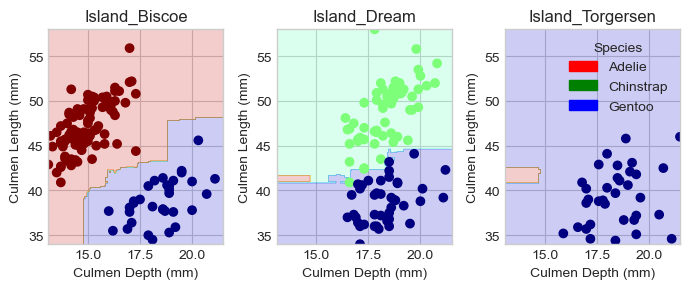 Island_Biscoe
Island_Dream
Island_Torgersen
Culmen Length (mm)
55
50
45
40
35
15.0
17.5
20.0
Culmen Depth (mm)
Culmen Length (mm)
55
50
45
40
35
15.0
17.5
20.0
Culmen Depth (mm)
Culmen Length (mm)
55
50
45
40
35
15.0
17.5
20.0
Culmen Depth (mm)
Species
Adelie
Chinstrap
Gentoo